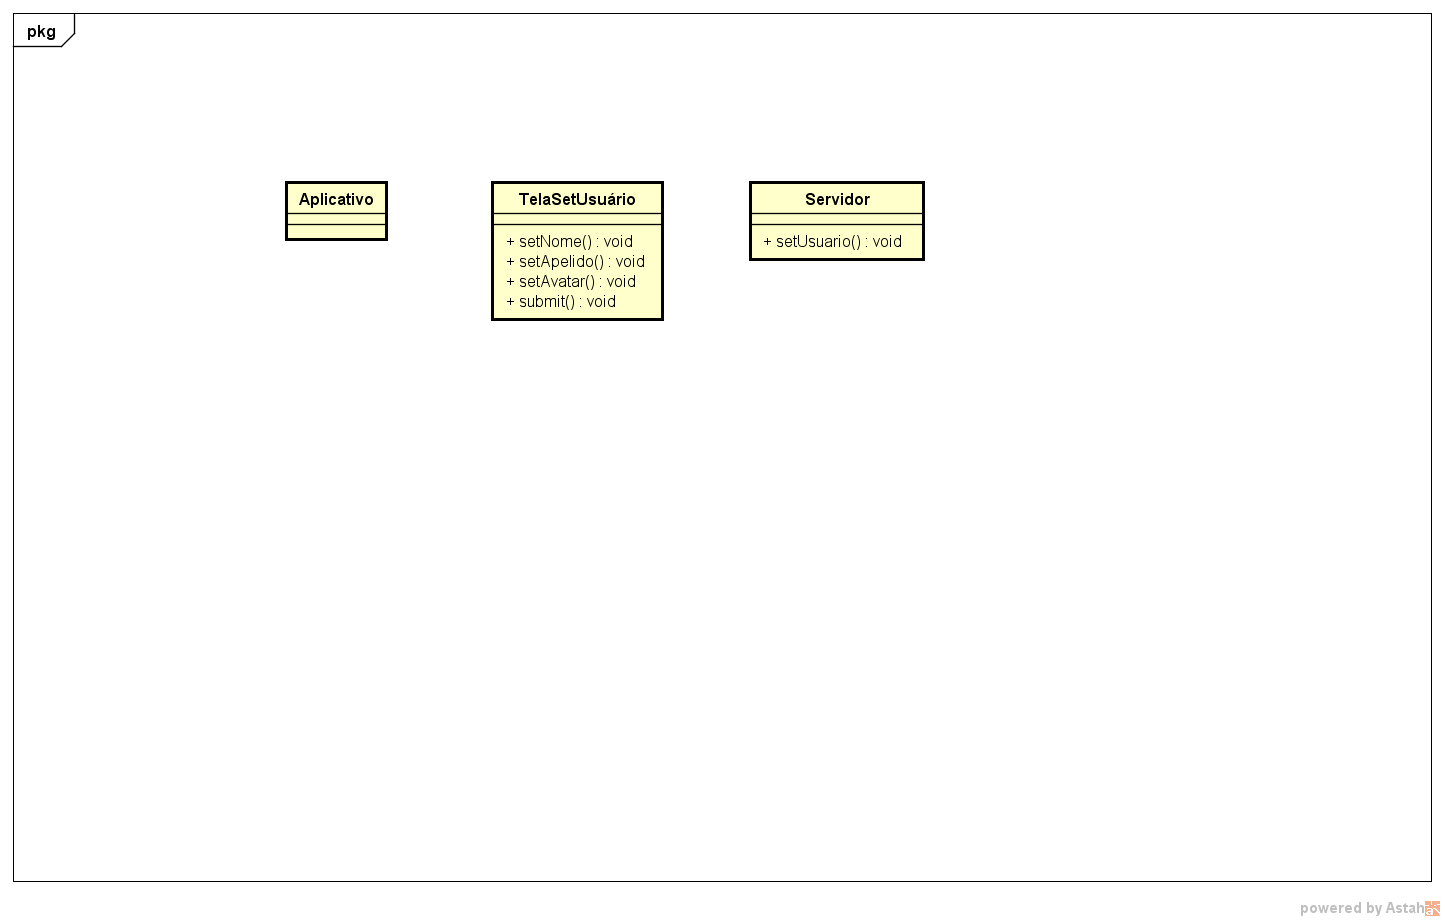 pkg
Aplicativo
TelaSetUsuário
+ setNome() : void
+ setApelido() : void
+ setAvatar() : void
+ submit() : void
Servidor
+ setUsuario() : void
powered by Astah